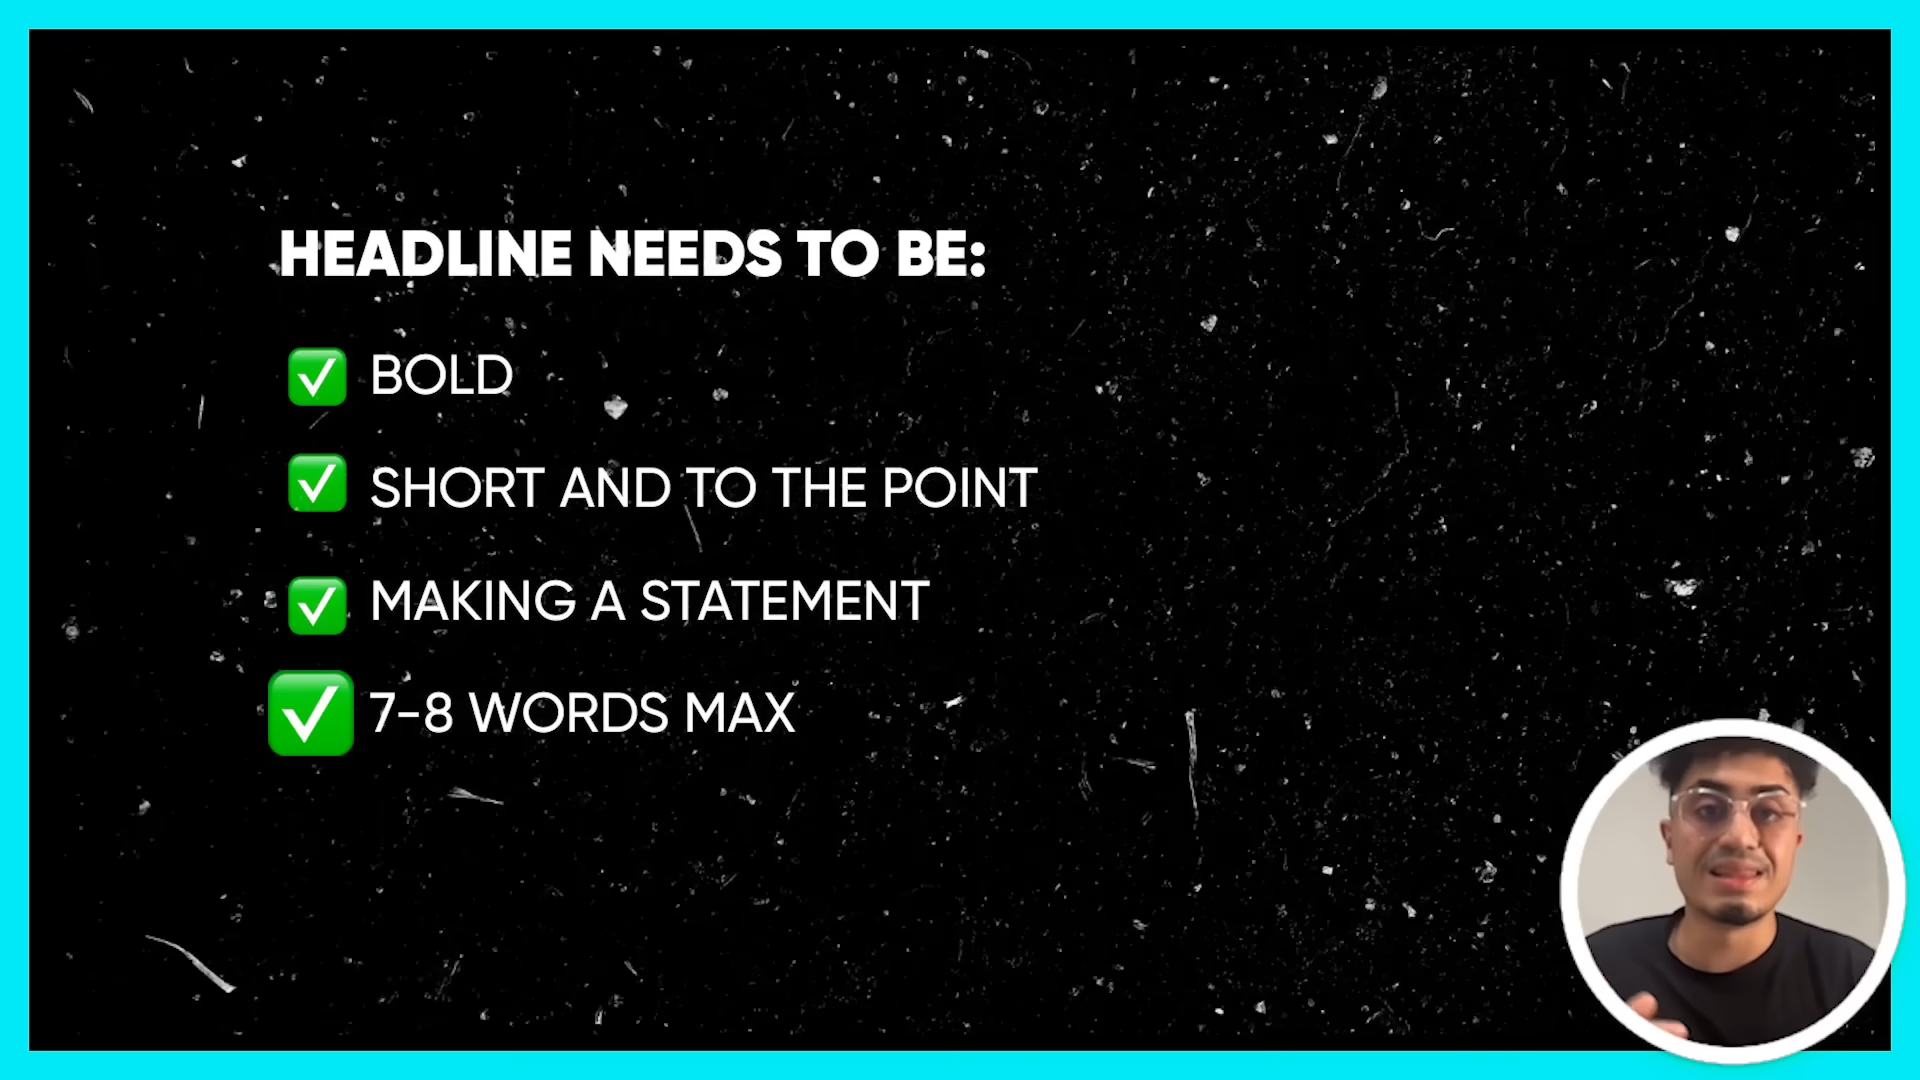 HEADLINE NEEDS TO BE:
✅ BOLD
✅ SHORT AND TO THE POINT
✅ MAKING A STATEMENT
✅ 7-8 WORDS MAX